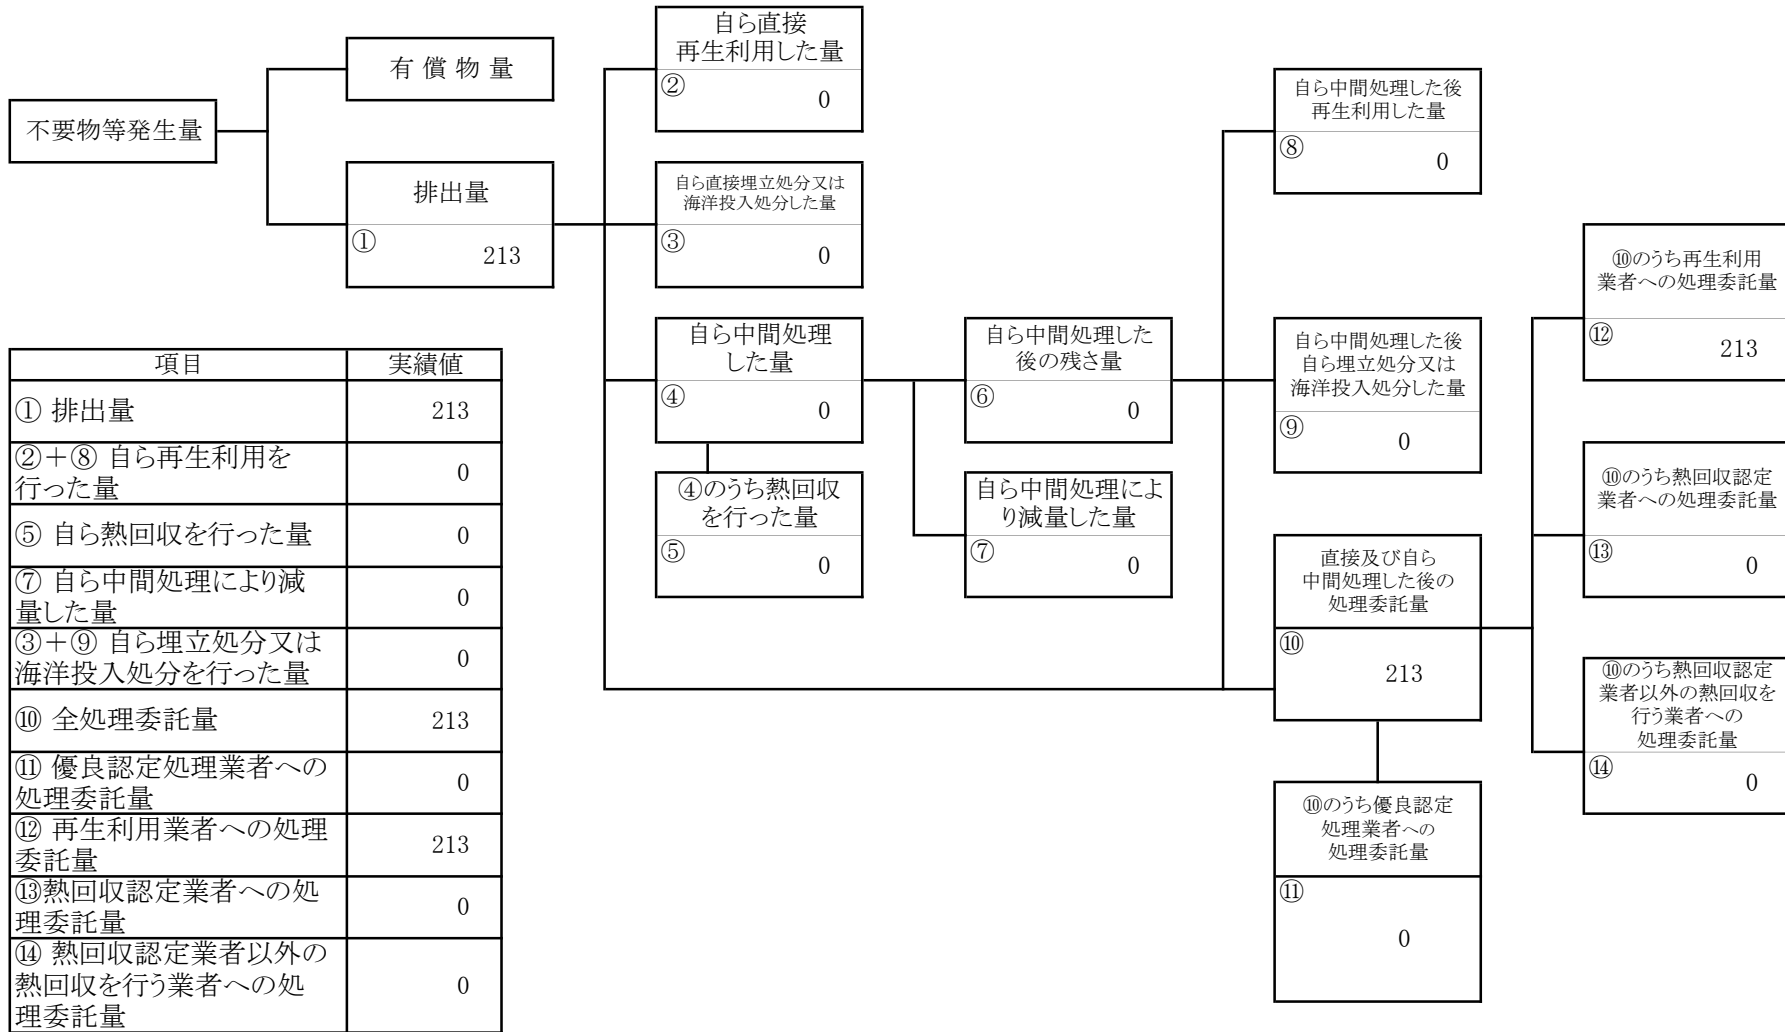 不要物等発生量
有 償 物 量
排出量
①
213
自ら直接
再生利用した量
②
0
自ら直接埋立処分又は
海洋投入処分した量
③
0
自ら中間処理
した量
④
0
④のうち熱回収
を行った量
⑤
0
自ら中間処理した
後の残さ量
⑥
0
自ら中間処理によ
り減量した量
⑦
0
自ら中間処理した後
再生利用した量
⑧
0
自ら中間処理した後
自ら埋立処分又は
海洋投入処分した量
⑨
0
直接及び自ら
中間処理した後の
処理委託量
⑩
213
⑩のうち優良認定
処理業者への
処理委託量
⑪
0
⑩のうち再生利用
業者への処理委託量
⑫
213
⑩のうち熱回収認定
業者への処理委託量
⑬
0
⑩のうち熱回収認定
業者以外の熱回収を
行う業者への
処理委託量
⑭
0
項目 実績値
① 排出量 213
②＋⑧ 自ら再生利用を
行った量 0
⑤ 自ら熱回収を行った量 0
⑦ 自ら中間処理により減
量した量 0
③＋⑨ 自ら埋立処分又は
海洋投入処分を行った量 0
⑩ 全処理委託量 213
⑪ 優良認定処理業者への
処理委託量 0
⑫ 再生利用業者への処理
委託量 213
⑬熱回収認定業者への処
理委託量 0
⑭ 熱回収認定業者以外の
熱回収を行う業者への処
理委託量 0